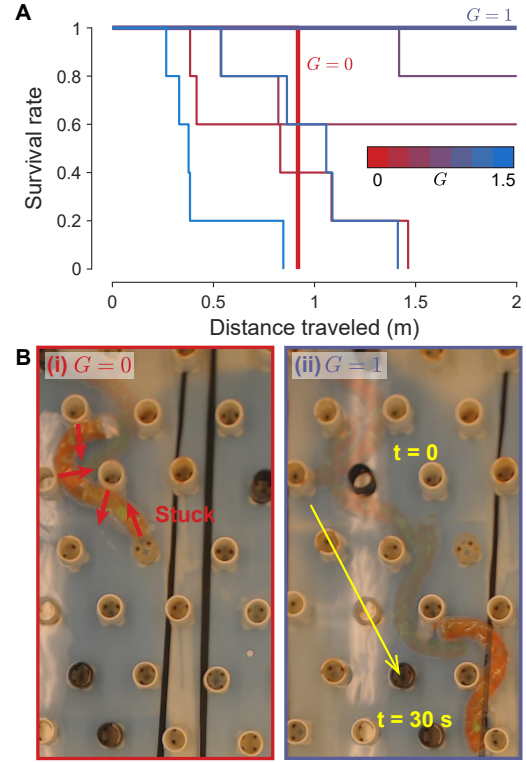 A
G = 1
G = 0
1
0.8
0.6
0.4
0.2
0
Survival rate
0
G
1.5
0
0.5
1
1.5
2
Distance traveled (m)
B
(i) G = 0
Stuck
(ii) G = 1
t = 0
t = 30 s